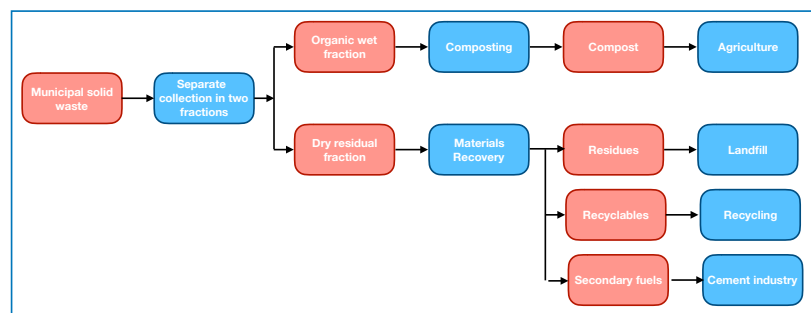 Organic wet
fraction
Composting
Compost
Agriculture
Municipal solid
waste
Separate
collection in two
fractions
Dry residual
fraction
Materials
Recovery
Residues
Landfill
Recyclables
Recycling
Secondary fuels
Cement industry